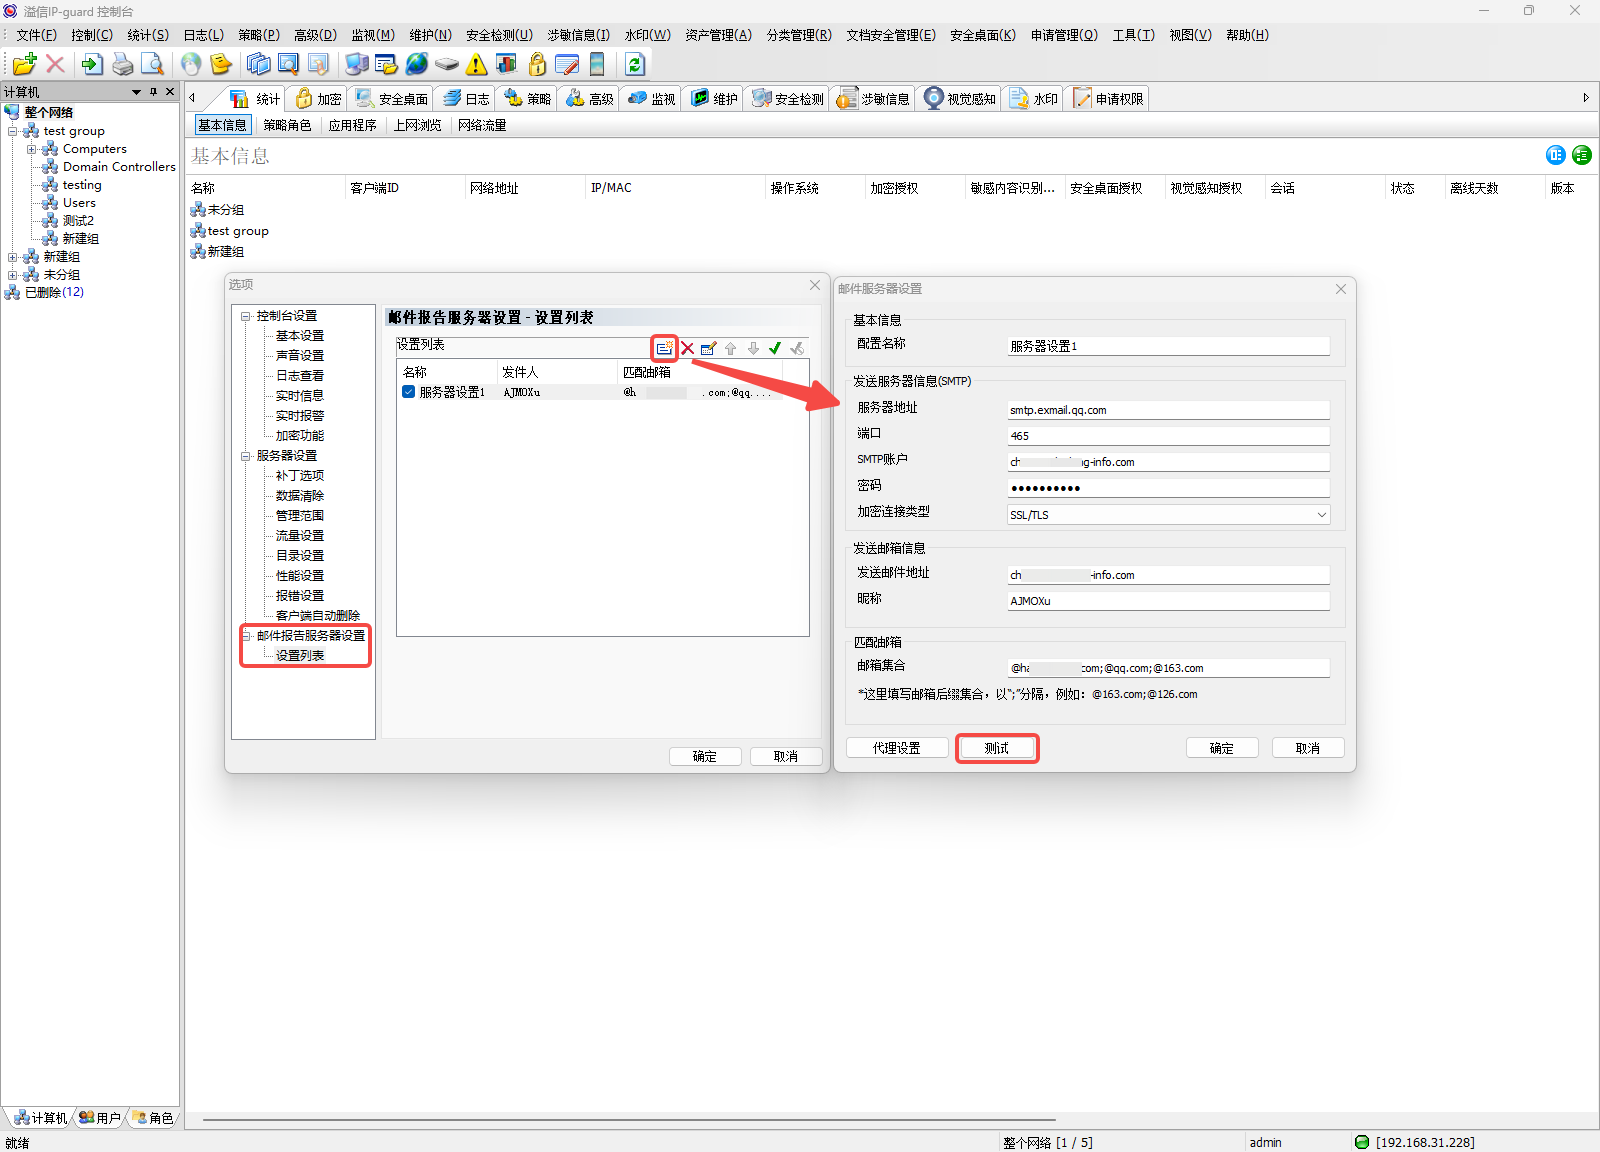 溢信IP-guard 控制台
文件(F) 控制(C) 统计(S) 日志(L) 策略(P) 高级(D) 监视(M) 维护(N) 安全检测(U) 涉敏信息(I) 水印(W) 资产管理(A) 分类管理(R) 文档安全管理(E) 安全桌面(K) 申请管理(Q) 工具(T) 视图(V) 帮助(H)
计算机
整个网络
test group
Computers
Domain Controllers
testing
Users
测试2
新建组
新建组
未分组
已删除(12)
统计 加密 安全桌面 日志 策略 高级 监视 维护 安全检测 涉敏信息 视觉感知 水印 申请权限
基本信息 策略角色 应用程序 上网浏览 网络流量
基本信息
名称 客户端ID 网络地址 IP/MAC 操作系统 加密授权 敏感内容识别... 安全桌面授权 视觉感知授权 会话 状态 离线天数 版本
未分组
test group
新建组
选项
控制台设置
基本设置
声音设置
日志查看
实时信息
实时报警
加密功能
服务器设置
补丁选项
数据清除
管理范围
流量设置
目录设置
性能设置
报错设置
客户端自动删除
邮件报告服务器设置
设置列表
邮件报告服务器设置 - 设置列表
设置列表
名称 发件人 匹配邮箱
服务器设置1 AJMOXu @h .com;@qq....
确定 取消
邮件服务器设置
基本信息
配置名称 服务器设置1
发送服务器信息(SMTP)
服务器地址 smtp.exmail.qq.com
端口 465
SMTP账户 ch g-info.com
密码 ●●●●●●●●●●
加密连接类型 SSL/TLS
发送邮箱信息
发送邮件地址 ch -info.com
昵称 AJMOXu
匹配邮箱
邮箱集合 @ha com;@qq.com;@163.com
*这里填写邮箱后缀集合，以“;”分隔，例如：@163.com;@126.com
代理设置 测试 确定 取消
计算机 用户 角色
就绪 整个网络 [1 / 5] admin [192.168.31.228]